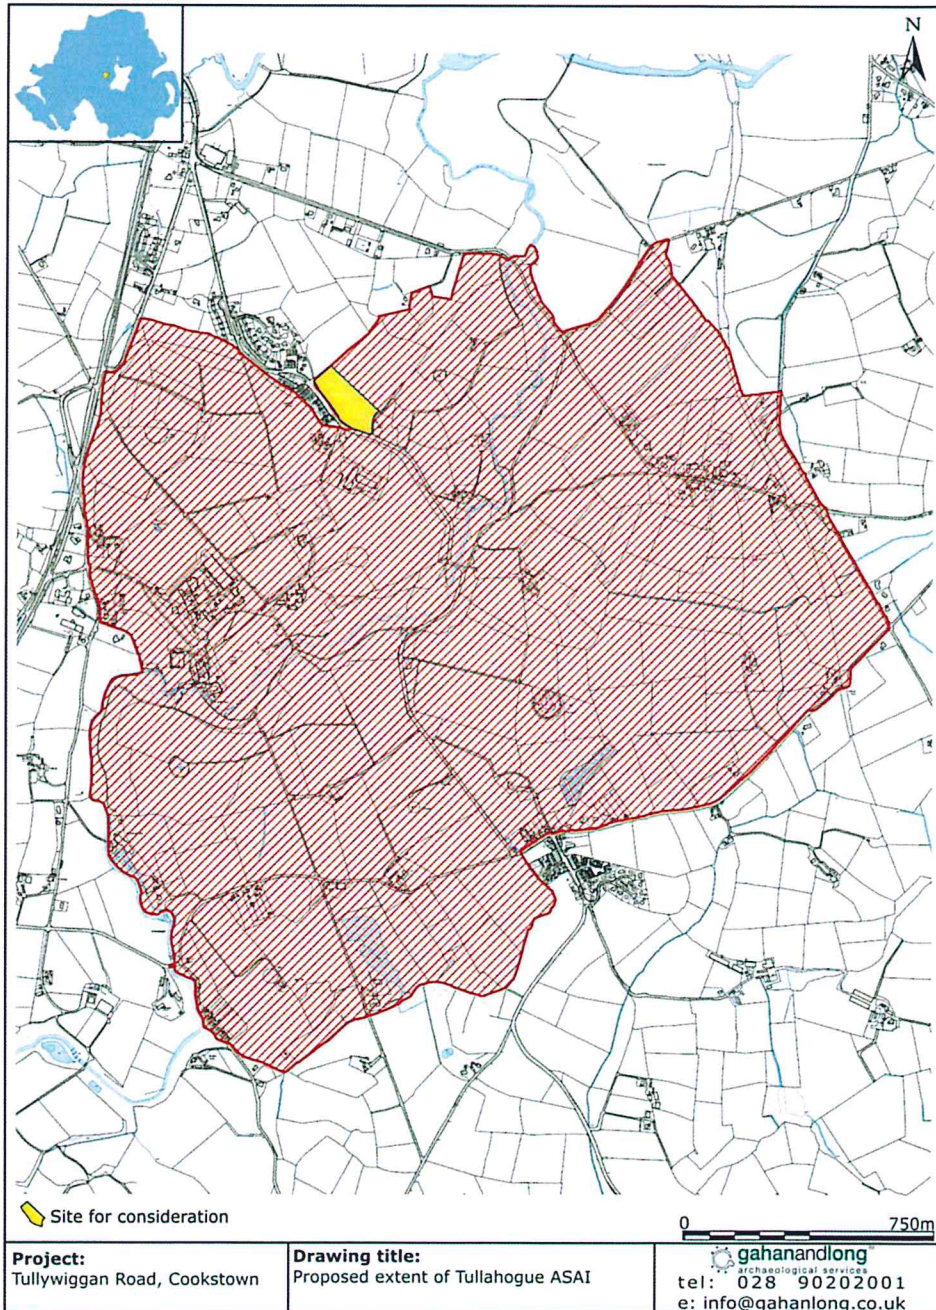 N
Site for consideration
0 750m
Project:
Tullywiggan Road, Cookstown
Drawing title:
Proposed extent of Tullahogue ASAI
gahanandlong™
archaeological services
tel: 028 90202001
e: info@gahanlong.co.uk